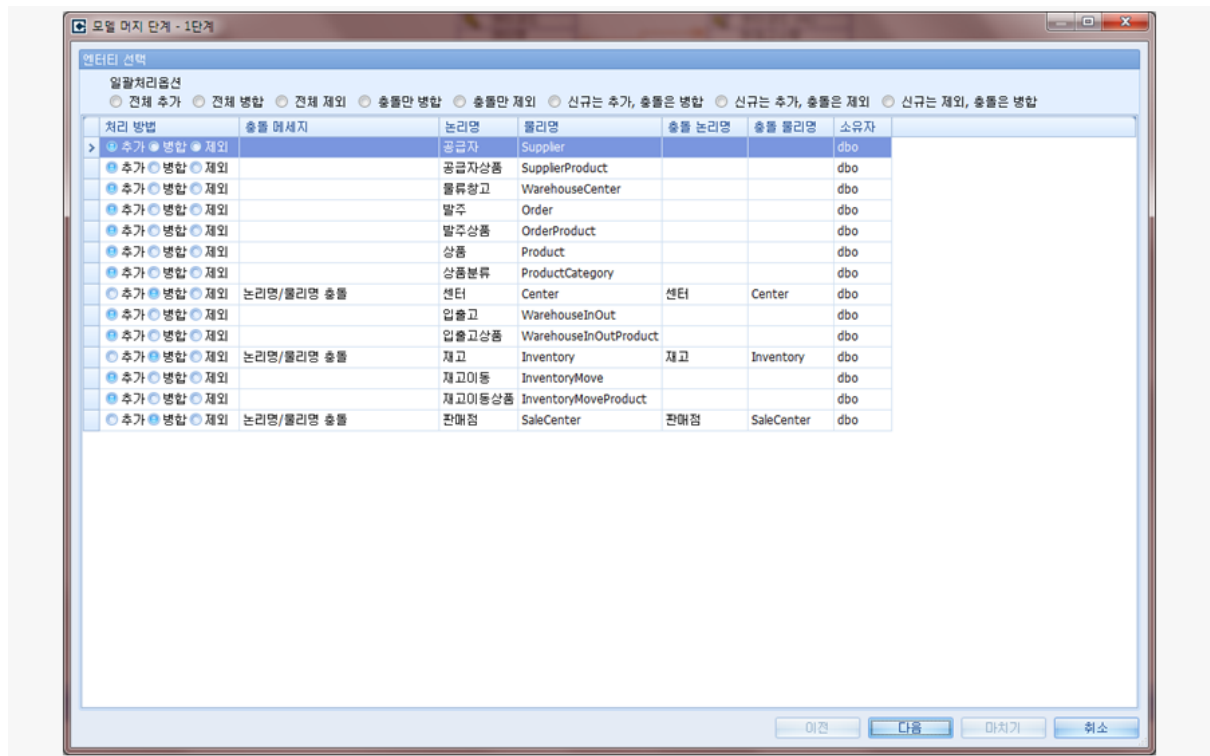 모델 머지 단계 - 1단계
엔터티 선택
일괄처리옵션
전체 추가 전체 병합 전체 제외 충돌만 병합 충돌만 제외 신규는 추가, 충돌은 병합 신규는 추가, 충돌은 제외 신규는 제외, 충돌은 병합
처리 방법 충돌 메세지 논리명 물리명 충돌 논리명 충돌 물리명 소유자
추가 병합 제외 공급자 Supplier dbo
추가 병합 제외 공급자상품 SupplierProduct dbo
추가 병합 제외 물류창고 WarehouseCenter dbo
추가 병합 제외 발주 Order dbo
추가 병합 제외 발주상품 OrderProduct dbo
추가 병합 제외 상품 Product dbo
추가 병합 제외 상품분류 ProductCategory dbo
추가 병합 제외 논리명/물리명 충돌 센터 Center 센터 Center dbo
추가 병합 제외 입출고 WarehouseInOut dbo
추가 병합 제외 입출고상품 WarehouseInOutProduct dbo
추가 병합 제외 논리명/물리명 충돌 재고 Inventory 재고 Inventory dbo
추가 병합 제외 재고이동 InventoryMove dbo
추가 병합 제외 재고이동상품 InventoryMoveProduct dbo
추가 병합 제외 논리명/물리명 충돌 판매점 SaleCenter 판매점 SaleCenter dbo
이전 다음 마치기 취소